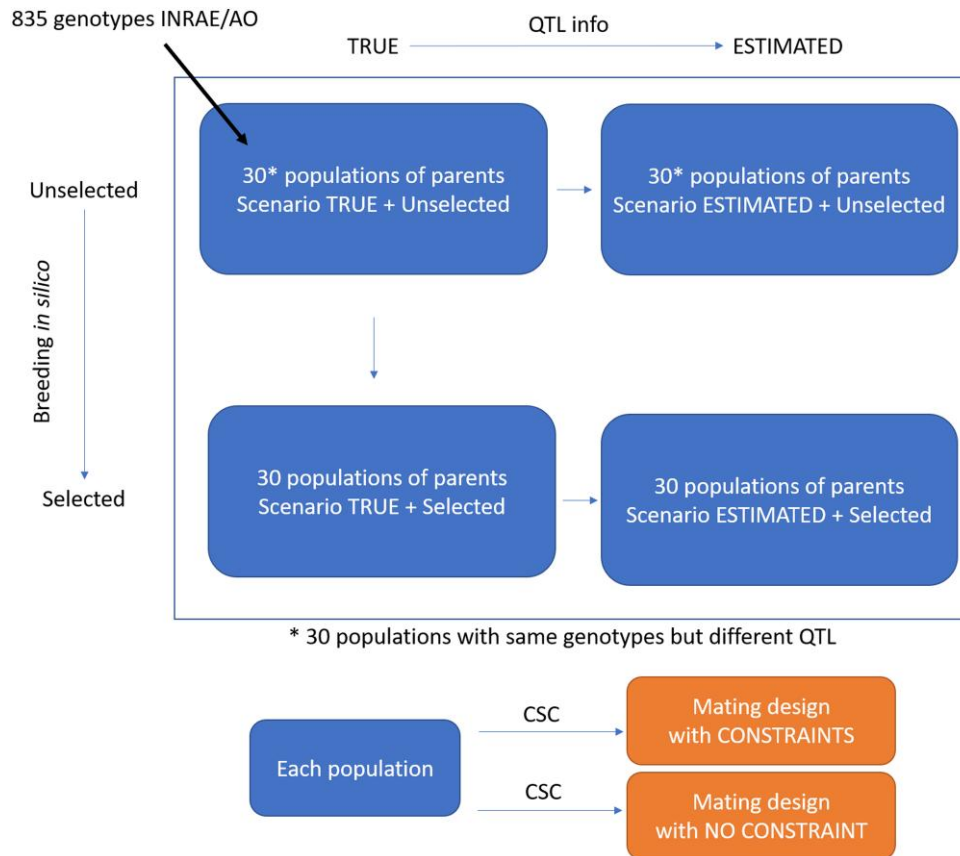 835 genotypes INRAE/AO
QTL info
TRUE
ESTIMATED
Unselected
Breeding in silico
Selected
30* populations of parents
Scenario TRUE + Unselected
30* populations of parents
Scenario ESTIMATED + Unselected
30 populations of parents
Scenario TRUE + Selected
30 populations of parents
Scenario ESTIMATED + Selected
* 30 populations with same genotypes but different QTL
Each population
CSC
Mating design
with CONSTRAINTS
CSC
Mating design
with NO CONSTRAINT